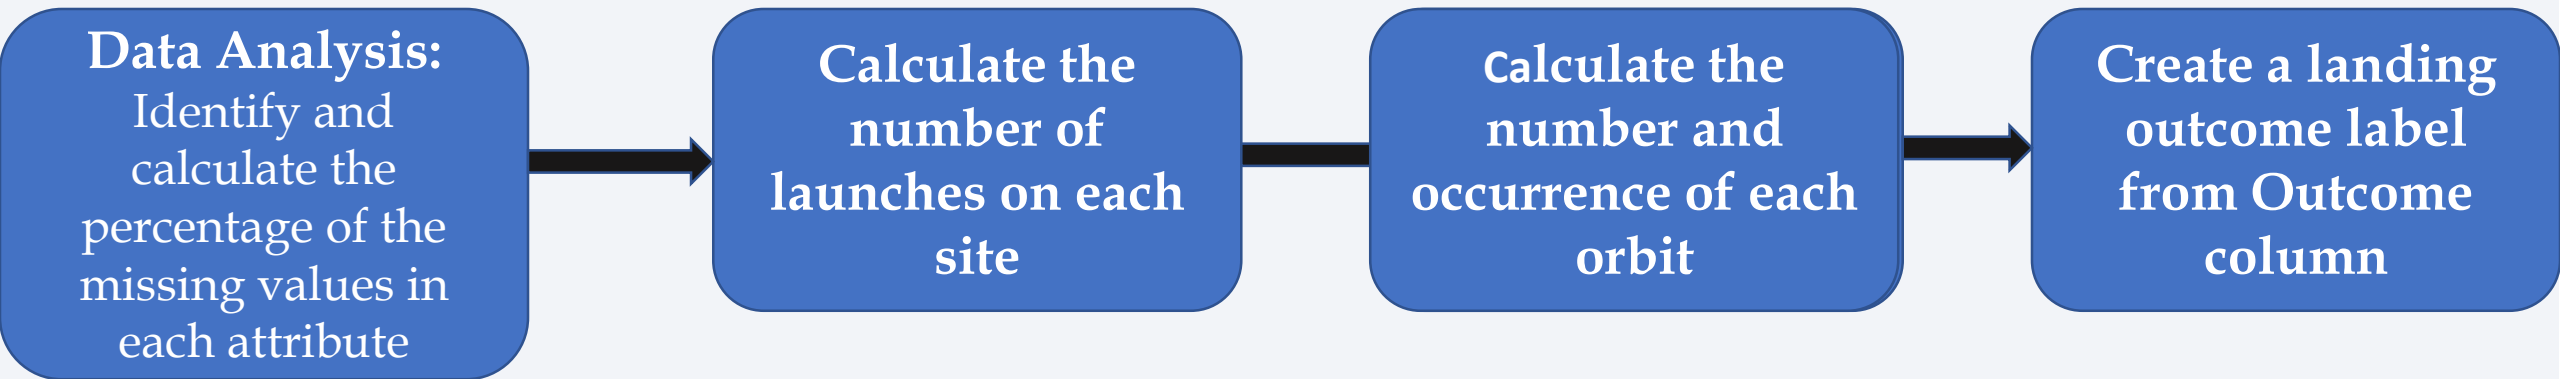 Data Analysis:
Identify and
calculate the
percentage of the
missing values in
each attribute
Calculate the
number of
launches on each
site
Calculate the
number and
occurrence of each
orbit
Create a landing
outcome label
from Outcome
column